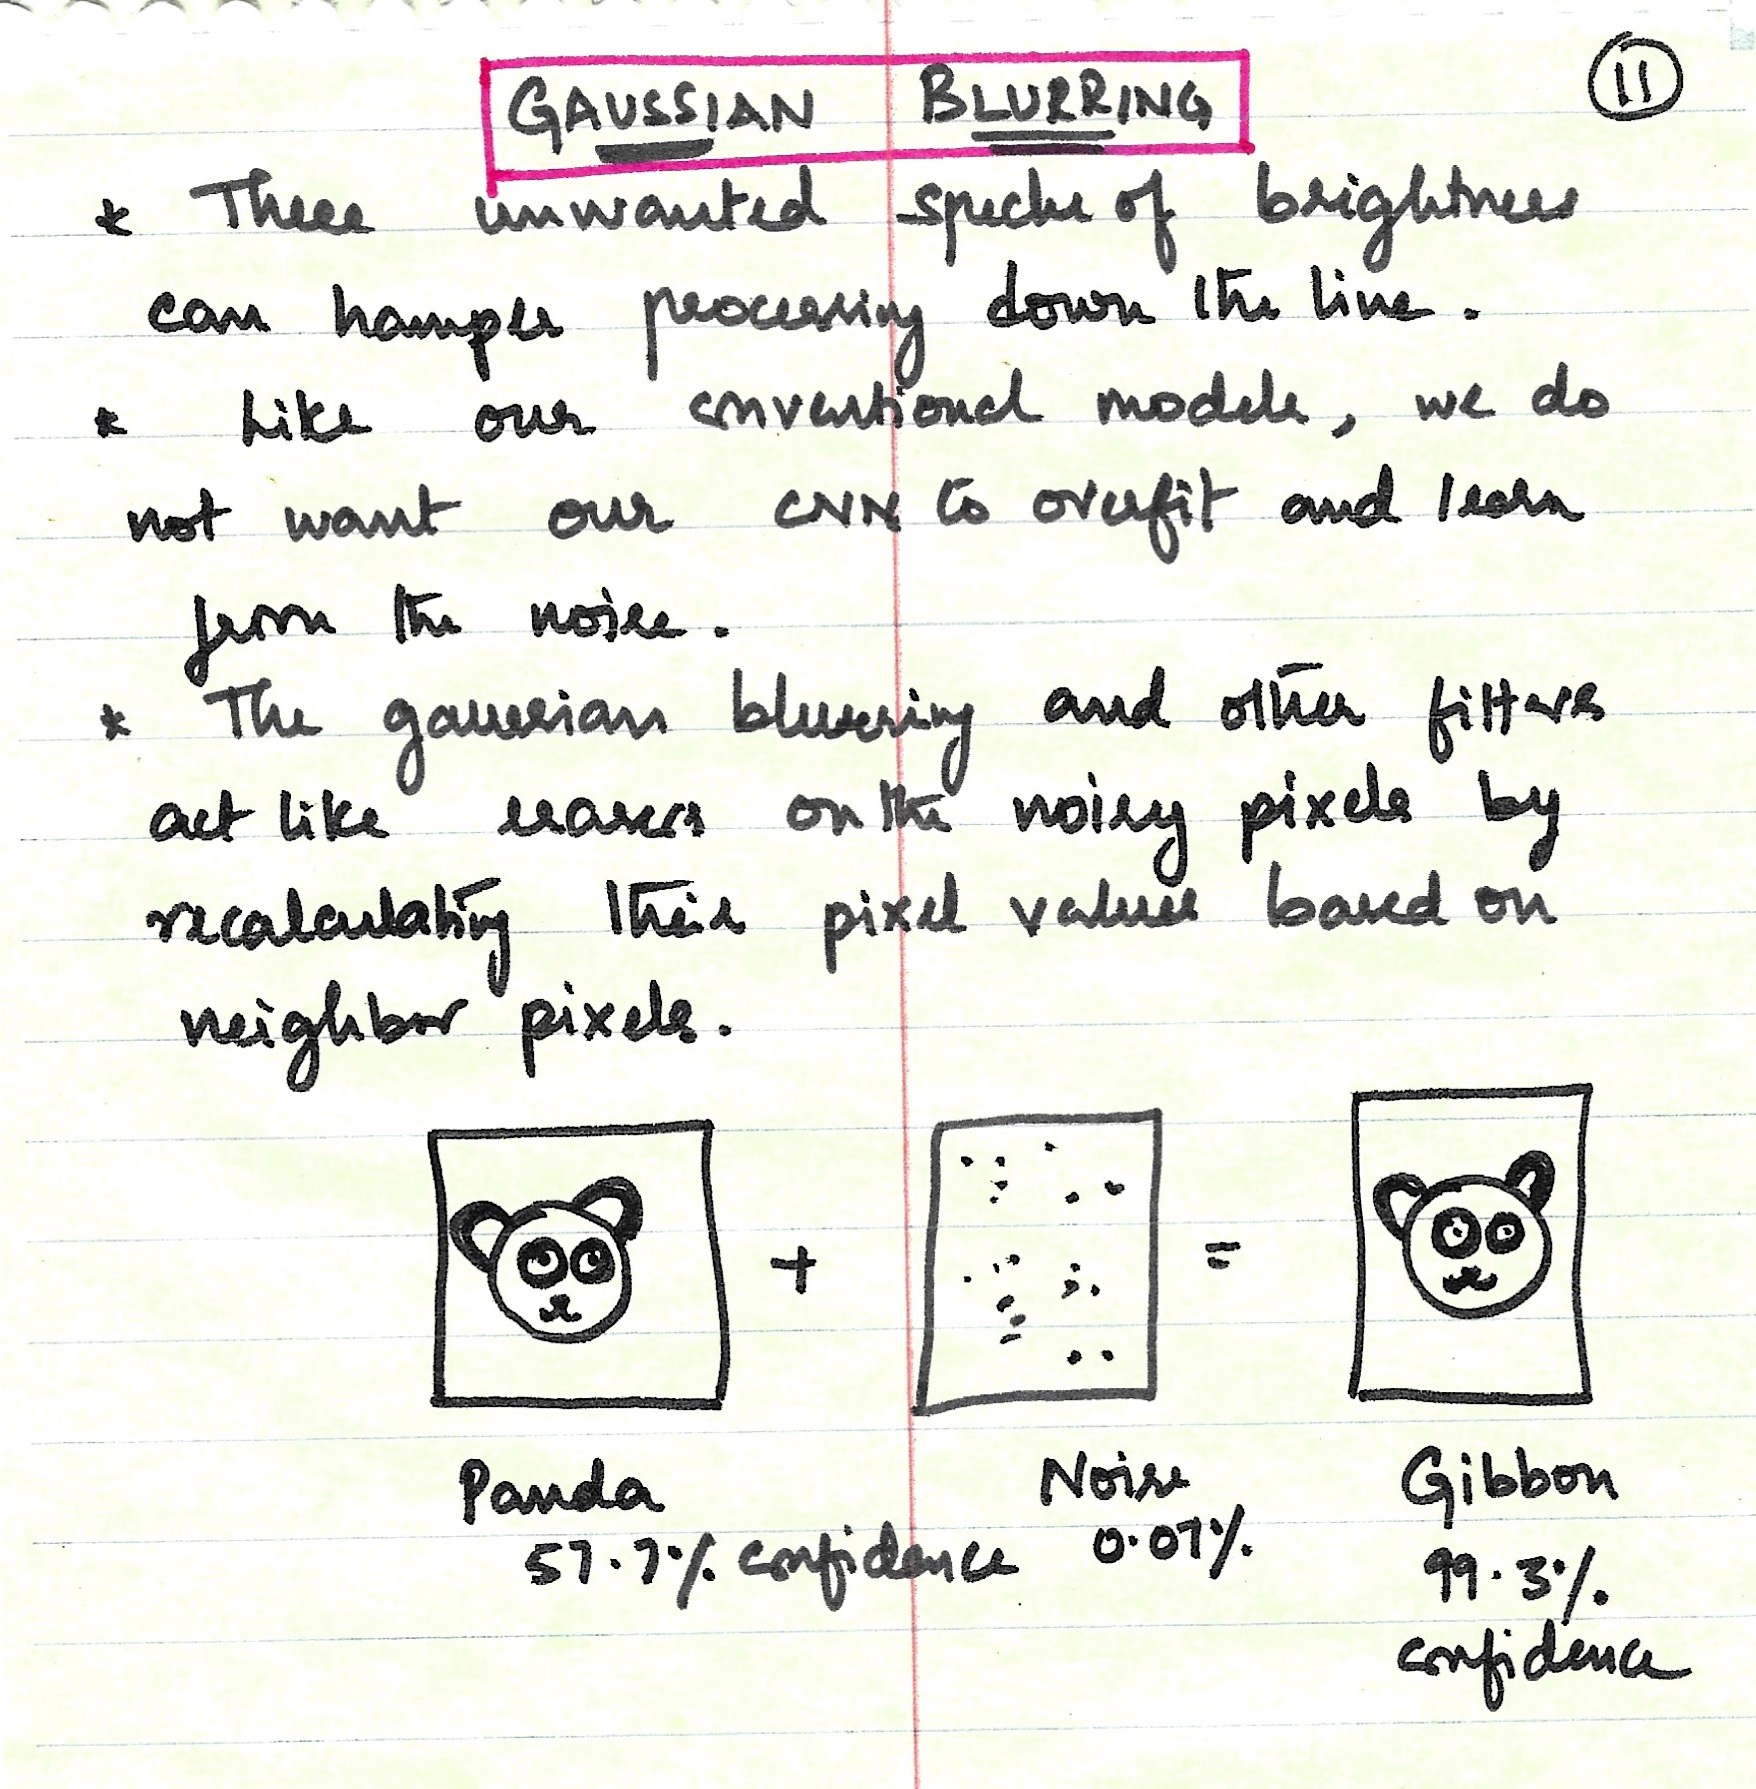 11
GAUSSIAN BLURRING
* These unwanted specks of brightness
can hamper processing down the line.
* Like our conventional models, we do
not want our CNN to overfit and learn
from the noise.
* The gaussian blurring and other filters
act like erasers on the noisy pixels by
recalculating their pixel values based on
neighbor pixels.
+ =
Panda Noise Gibbon
57.7% confidence 0.07% 99.3%
confidence